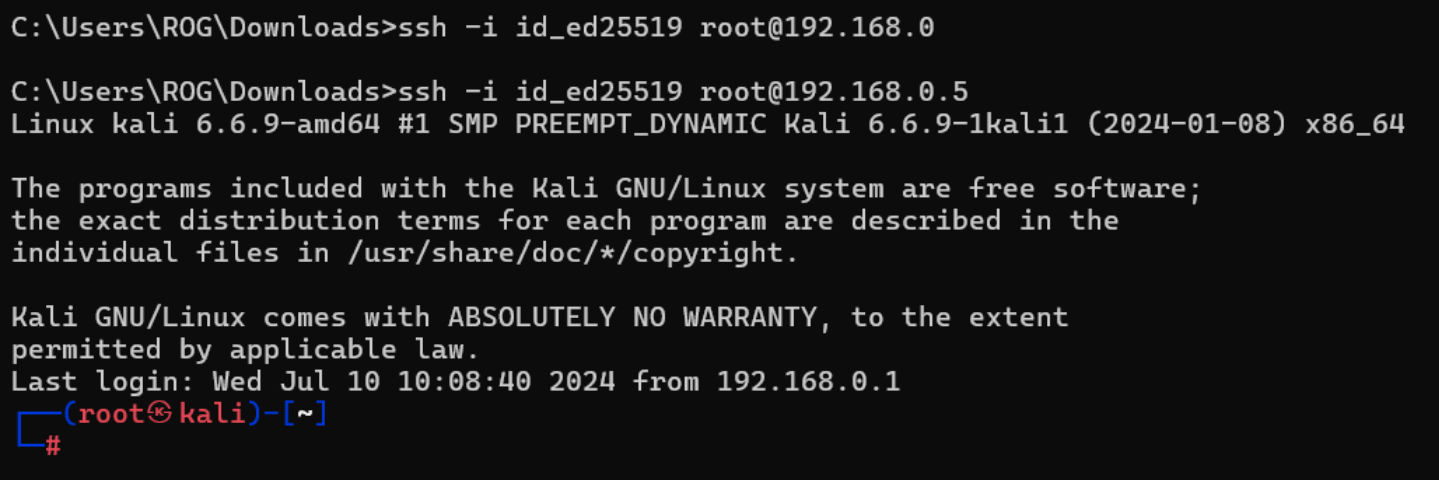 C:\Users\ROG\Downloads>ssh -i id_ed25519 root@192.168.0
C:\Users\ROG\Downloads>ssh -i id_ed25519 root@192.168.0.5
Linux kali 6.6.9-amd64 #1 SMP PREEMPT_DYNAMIC Kali 6.6.9-1kali1 (2024-01-08) x86_64
The programs included with the Kali GNU/Linux system are free software;
the exact distribution terms for each program are described in the
individual files in /usr/share/doc/*/copyright.
Kali GNU/Linux comes with ABSOLUTELY NO WARRANTY, to the extent
permitted by applicable law.
Last login: Wed Jul 10 10:08:40 2024 from 192.168.0.1
┌──(root㉿kali)-[~]
└─#